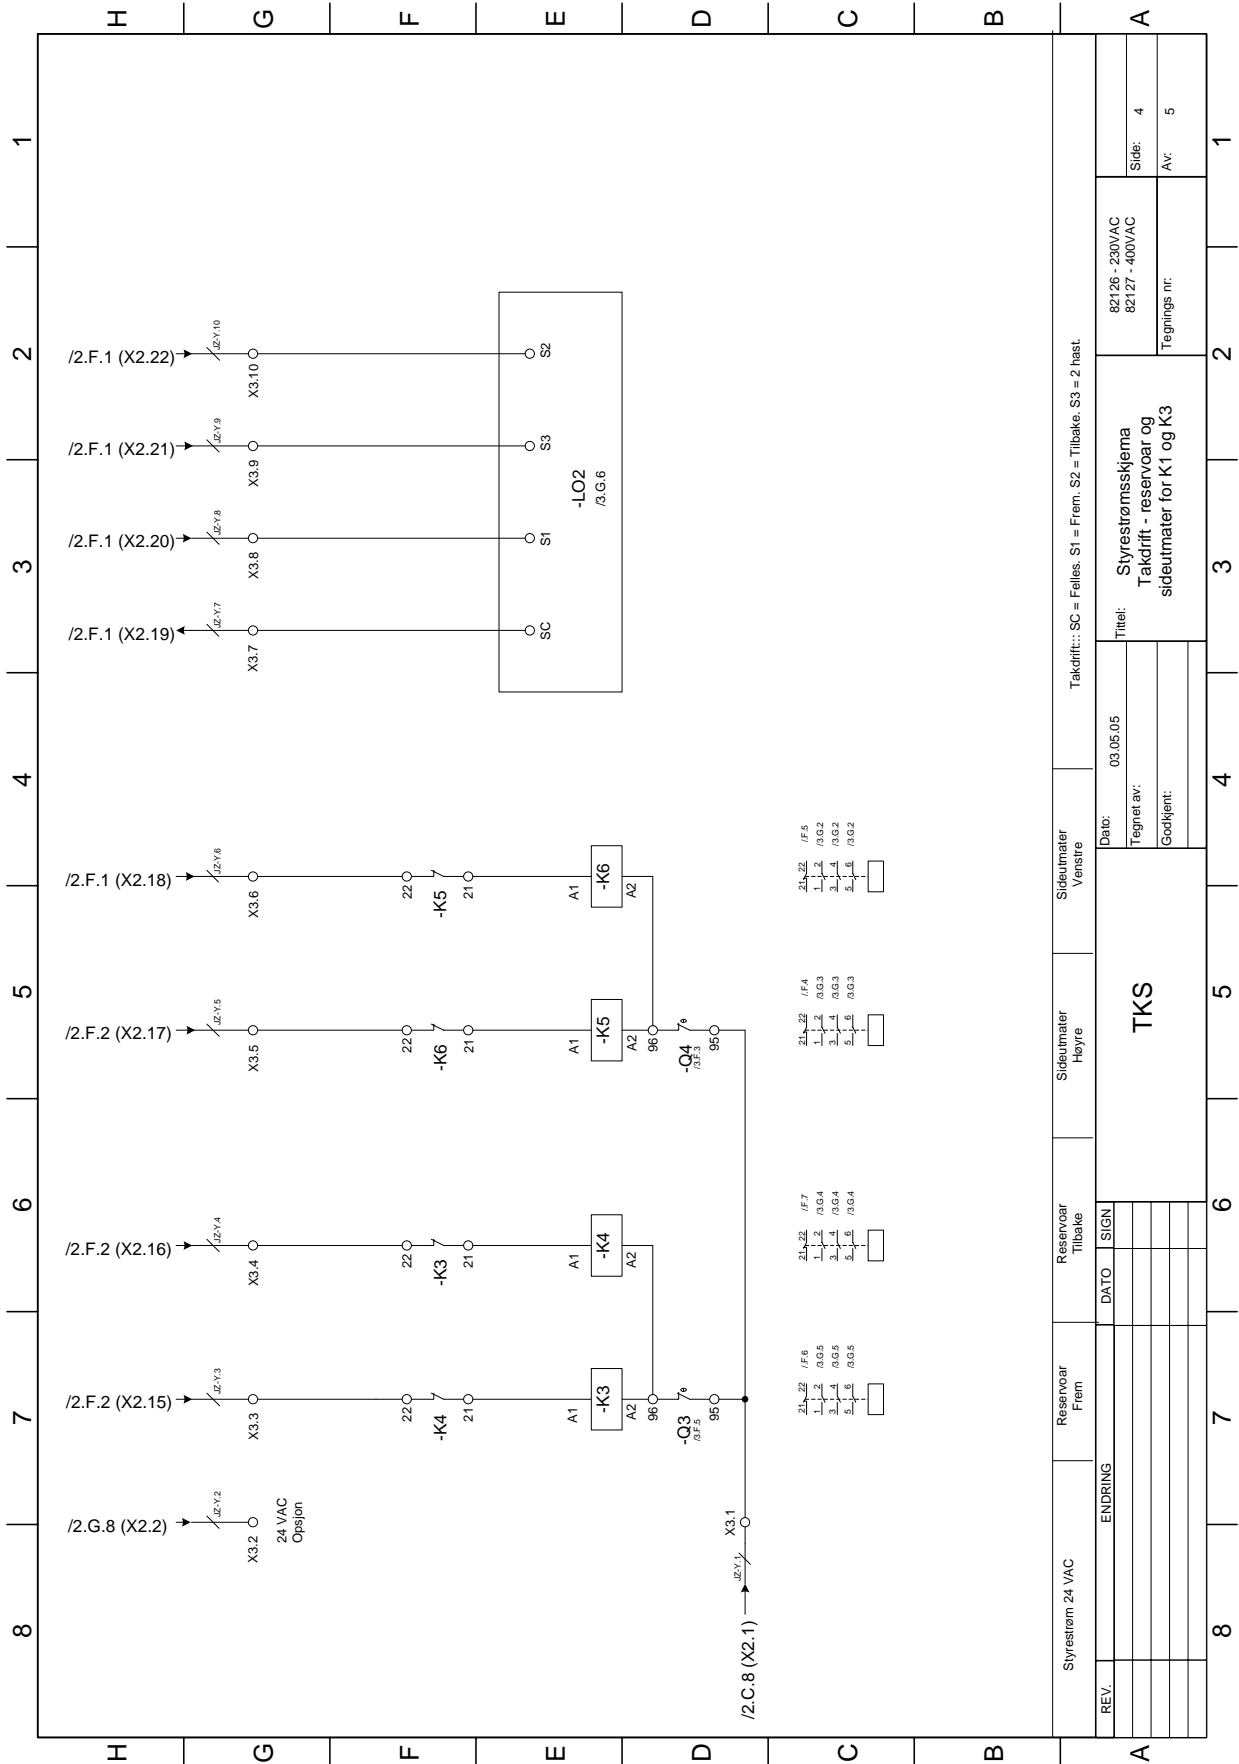 8 7 6 5 4 3 2 1
H
G
F
E
D
C
B
A
/2.G.8 (X2.2)
/2.F.2 (X2.15)
/2.F.2 (X2.16)
/2.F.2 (X2.17)
/2.F.1 (X2.18)
/2.F.1 (X2.19)
/2.F.1 (X2.20)
/2.F.1 (X2.21)
/2.F.1 (X2.22)
JZ-Y.2
JZ-Y.3
JZ-Y.4
JZ-Y.5
JZ-Y.6
JZ-Y.7
JZ-Y.8
JZ-Y.9
JZ-Y.10
X3.2
X3.3
X3.4
X3.5
X3.6
X3.7
X3.8
X3.9
X3.10
24 VAC
Opsjon
22
-K4
21
22
-K3
21
22
-K6
21
22
-K5
21
A1
-K3
A2
A1
-K4
A2
A1
-K5
A2
A1
-K6
A2
SC
S1
S3
S2
-LO2
/3.G.6
96
-Q3
/3.F.5
95
96
-Q4
/3.F.3
95
/2.C.8 (X2.1)
JZ-Y.1
X3.1
21 22 /.F.6
1 2 /3.G.5
3 4 /3.G.5
5 6 /3.G.5
21 22 /.F.7
1 2 /3.G.4
3 4 /3.G.4
5 6 /3.G.4
21 22 /.F.4
1 2 /3.G.3
3 4 /3.G.3
5 6 /3.G.3
21 22 /.F.5
1 2 /3.G.2
3 4 /3.G.2
5 6 /3.G.2
Styrestrøm 24 VAC
Reservoar
Frem
Reservoar
Tilbake
Sideutmater
Høyre
Sideutmater
Venstre
Takdrift::: SC = Felles. S1 = Frem. S2 = Tilbake. S3 = 2 hast.
REV. ENDRING DATO SIGN
TKS
Dato: 03.05.05
Tegnet av:
Godkjent:
Tittel:
Styrestrømsskjema
Takdrift - reservoar og
sideutmater for K1 og K3
82126 - 230VAC
82127 - 400VAC
Tegnings nr:
Side: 4
Av: 5
H
G
F
E
D
C
B
A
8 7 6 5 4 3 2 1